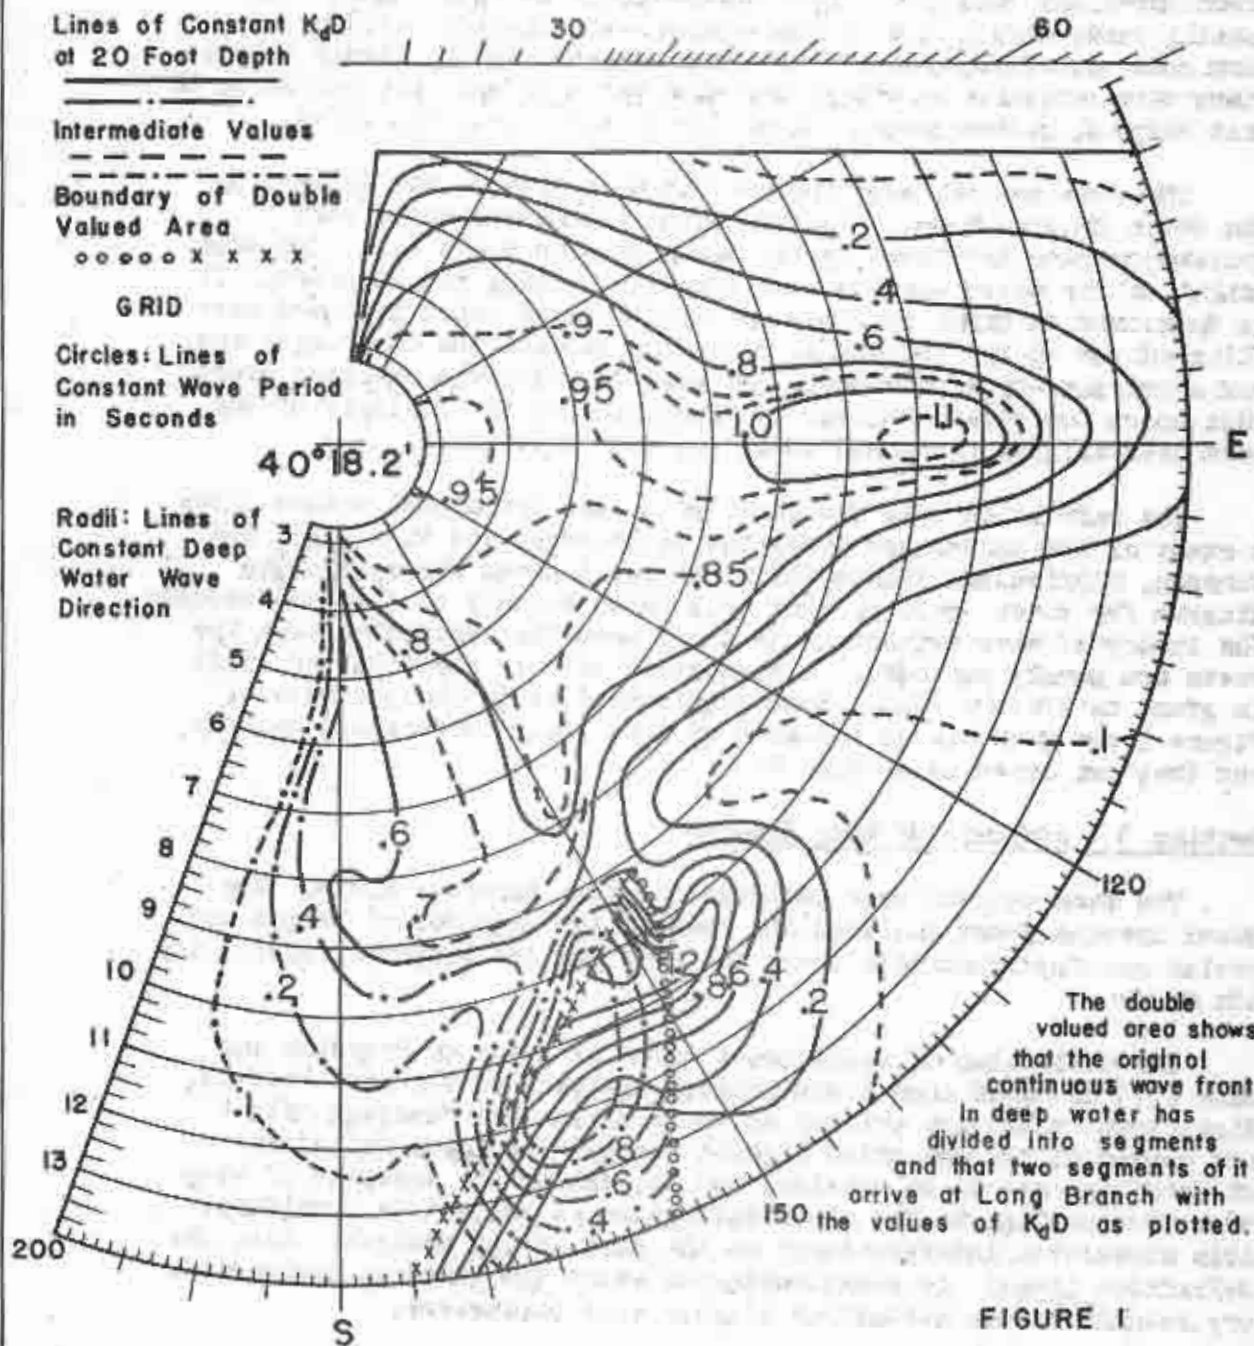 Lines of Constant KdD
at 20 Foot Depth
Intermediate Values
Boundary of Double
Valued Area
GRID
Circles: Lines of
Constant Wave Period
in Seconds
40°18.2'
Radii: Lines of
Constant Deep
Water Wave
Direction
30
60
E
120
150
S
200
3
4
5
6
7
8
9
10
11
12
13
.2
.4
.6
.8
.9
.95
1.0
1.1
.95
.85
.8
.1
.6
.7
.4
.2
.1
1.2
.8
.6
.4
.2
.8
.6
.4
The double
valued area shows
that the original
continuous wave front
in deep water has
divided into segments
and that two segments of it
arrive at Long Branch with
the values of KdD as plotted.
FIGURE 1